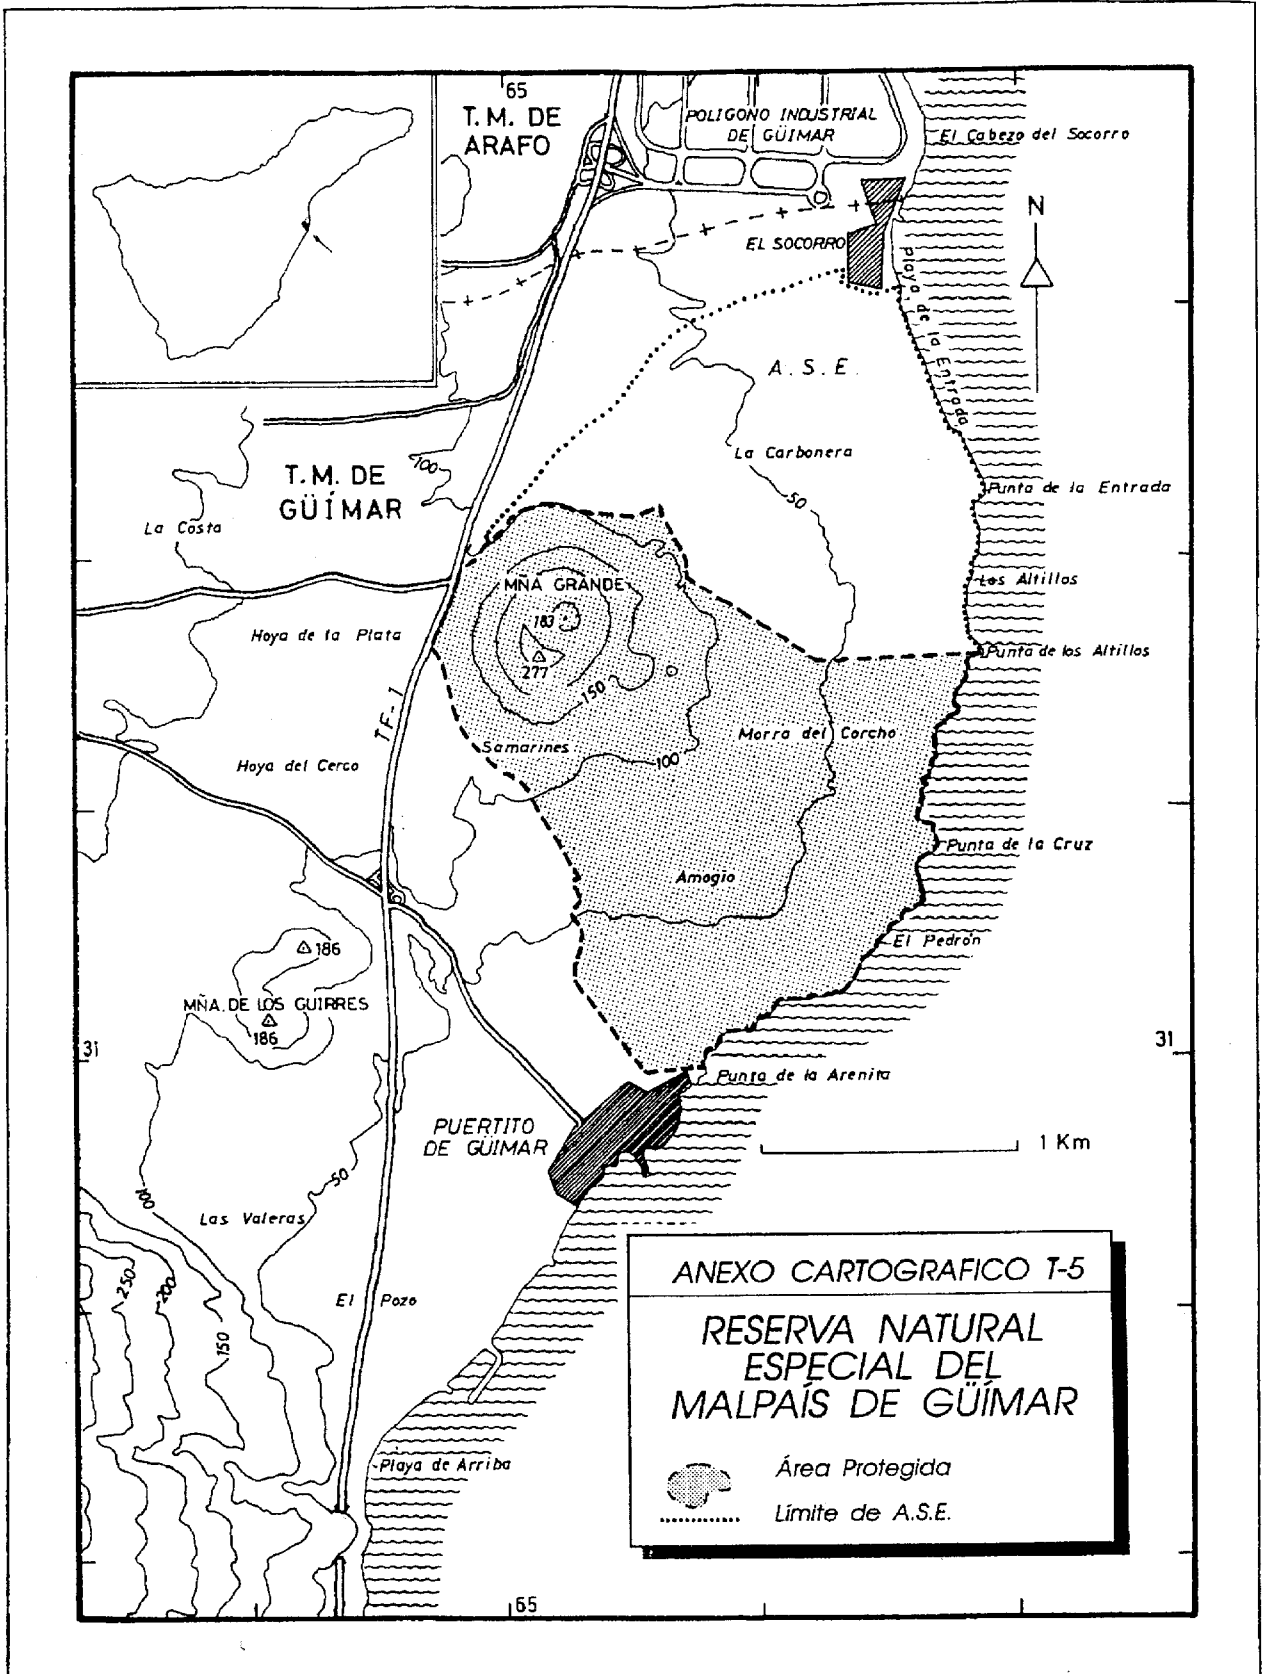 65
T. M. DE
ARAFO
POLIGONO INDUSTRIAL
DE GÜIMAR
El Cabezo del Socorro
N
EL SOCORRO
Playa de la Entrada
A. S. E.
La Carbonera
T. M. DE
GÜÍMAR
100
50
Punta de la Entrada
La Costa
Los Altillos
MÑA GRANDE
183
Hoya de la Plata
Punta de los Altillos
277
150
TF-1
Morra del Corcho
Samarines
100
Hoya del Cerco
Punta de la Cruz
Amogio
El Pedrón
186
MÑA. DE LOS GUIRRES
186
31
31
Punta de la Arenita
PUERTITO
DE GÜIMAR
1 Km
50
100
Las Valeras
250
200
150
El Pozo
ANEXO CARTOGRAFICO T-5
RESERVA NATURAL
ESPECIAL DEL
MALPAÍS DE GÜÍMAR
Playa de Arriba
Área Protegida
Límite de A.S.E.
65